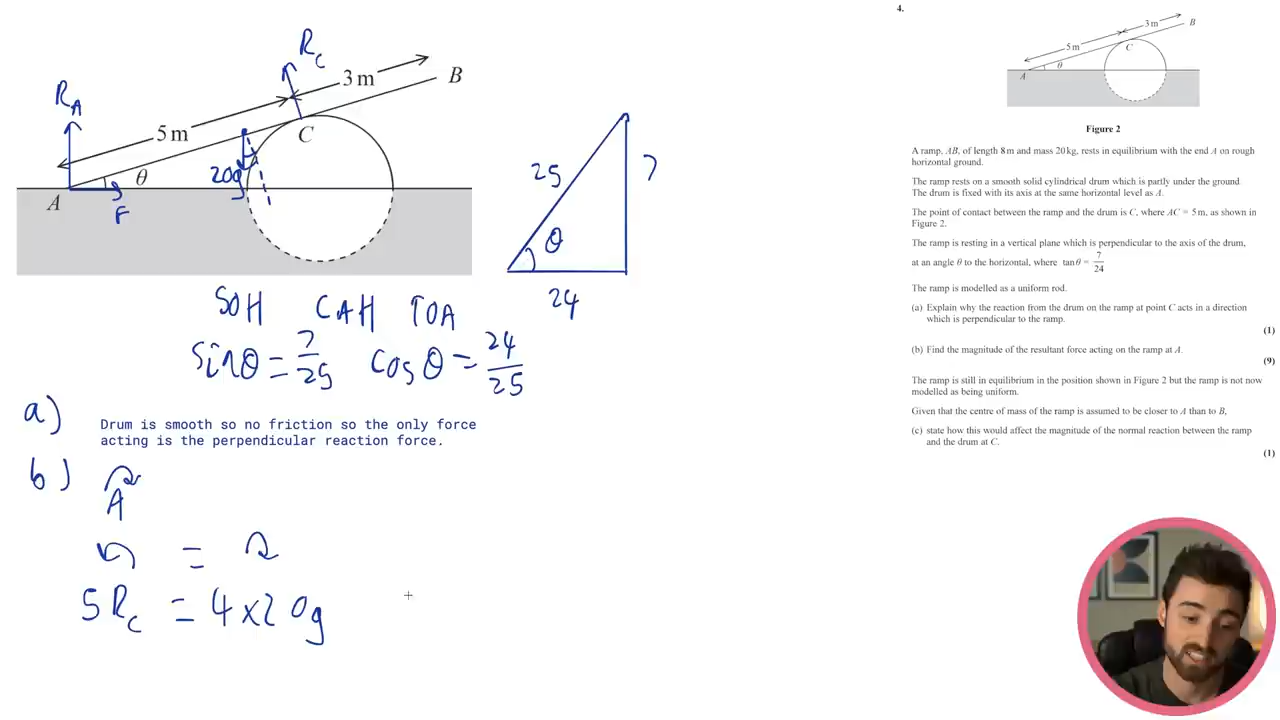 R_C
3 m
B
R_A
5 m
C
20g
θ
A
F
25
7
θ
24
SOH CAH TOA
sinθ = 7/25 cosθ = 24/25
a)
Drum is smooth so no friction so the only force
acting is the perpendicular reaction force.
b)
A
=
5R_C = 4×20g
4.
3 m
B
5 m
C
θ
A
Figure 2
A ramp, AB, of length 8 m and mass 20 kg, rests in equilibrium with the end A on rough
horizontal ground.
The ramp rests on a smooth solid cylindrical drum which is partly under the ground.
The drum is fixed with its axis at the same horizontal level as A.
The point of contact between the ramp and the drum is C, where AC = 5 m, as shown in
Figure 2.
The ramp is resting in a vertical plane which is perpendicular to the axis of the drum,
at an angle θ to the horizontal, where tanθ = 7/24
The ramp is modelled as a uniform rod.
(a) Explain why the reaction from the drum on the ramp at point C acts in a direction
which is perpendicular to the ramp.
(1)
(b) Find the magnitude of the resultant force acting on the ramp at A.
(9)
The ramp is still in equilibrium in the position shown in Figure 2 but the ramp is not now
modelled as being uniform.
Given that the centre of mass of the ramp is assumed to be closer to A than to B,
(c) state how this would affect the magnitude of the normal reaction between the ramp
and the drum at C.
(1)